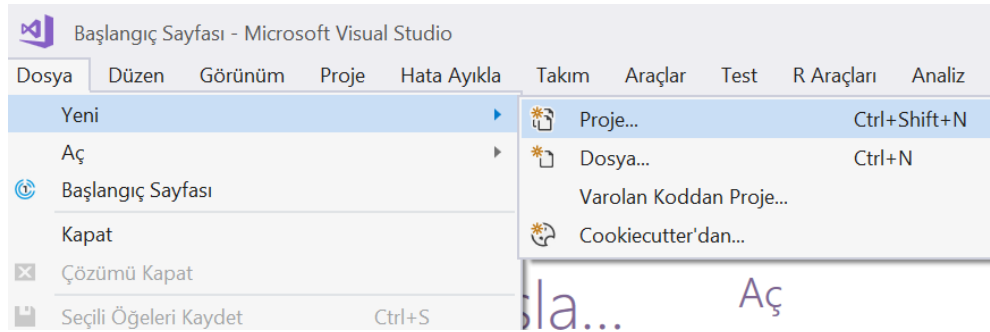 Başlangıç Sayfası - Microsoft Visual Studio
Dosya Düzen Görünüm Proje Hata Ayıkla Takım Araçlar Test R Araçları Analiz
Yeni
Aç
Başlangıç Sayfası
Kapat
Çözümü Kapat
Seçili Öğeleri Kaydet Ctrl+S
Proje... Ctrl+Shift+N
Dosya... Ctrl+N
Varolan Koddan Proje...
Cookiecutter'dan...
Aç